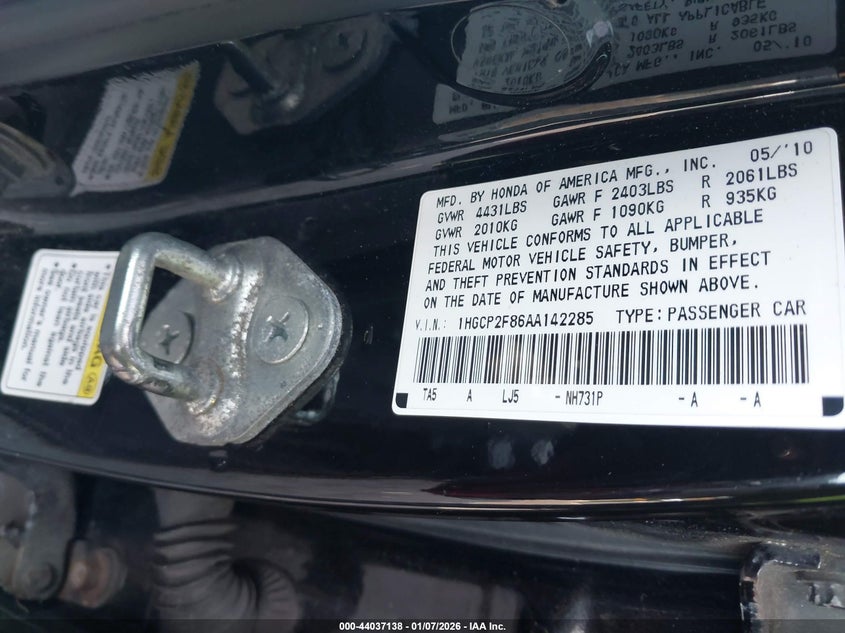 MFD. BY HONDA OF AMERICA MFG., INC. 05/'10
GVWR 4431LBS GAWR F 2403LBS R 2061LBS
GVWR 2010KG GAWR F 1090KG R 935KG
THIS VEHICLE CONFORMS TO ALL APPLICABLE
FEDERAL MOTOR VEHICLE SAFETY, BUMPER,
AND THEFT PREVENTION STANDARDS IN EFFECT
ON THE DATE OF MANUFACTURE SHOWN ABOVE.
V.I.N.: 1HGCP2F86AA142285 TYPE:PASSENGER CAR
TA5 A LJ5 -NH731P -A -A
000-44037138 - 01/07/2026 - IAA Inc.